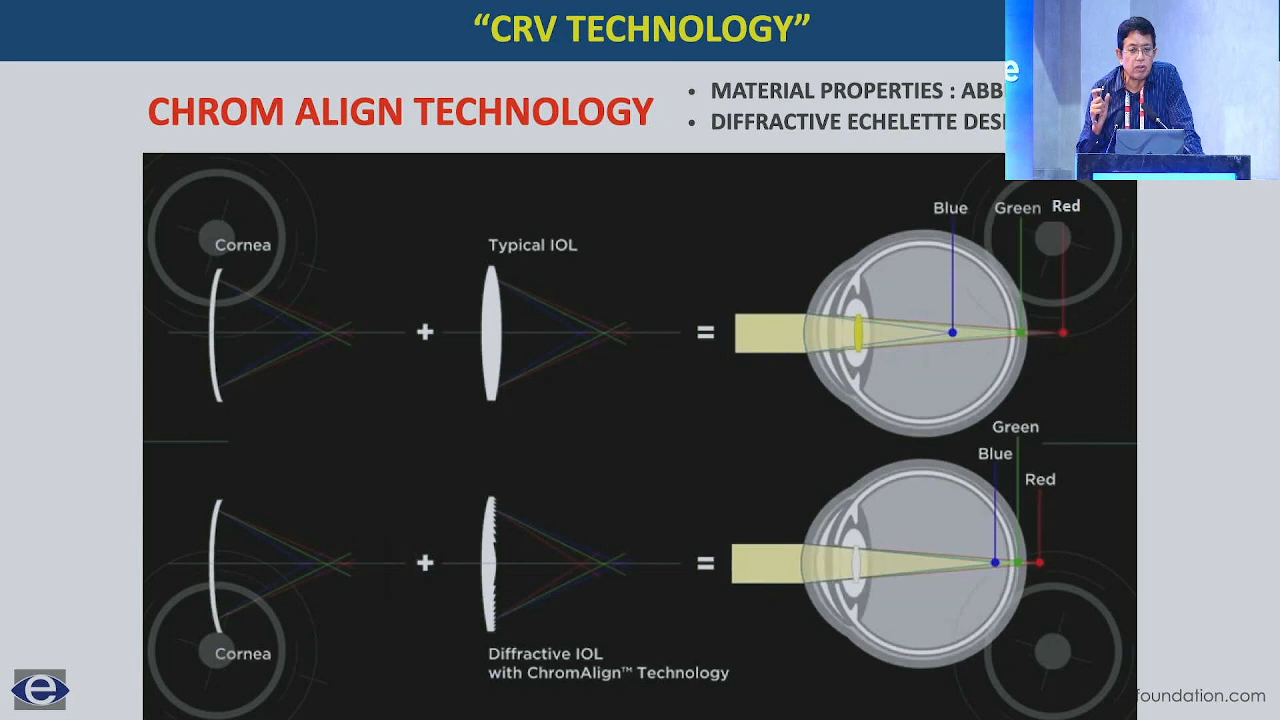 “CRV TECHNOLOGY”
CHROM ALIGN TECHNOLOGY
• MATERIAL PROPERTIES : ABB
• DIFFRACTIVE ECHELETTE DES
e
Blue Green Red
Cornea
Typical IOL
+
=
Green
Blue
Red
+
=
Cornea
Diffractive IOL
with ChromAlign™ Technology
e
foundation.com